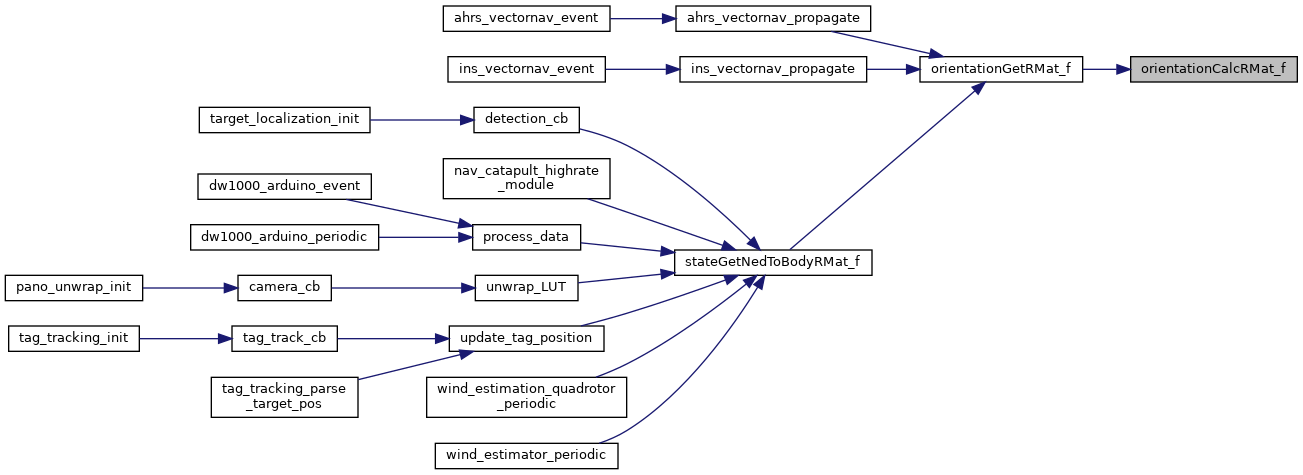 ahrs_vectornav_event
ahrs_vectornav_propagate
ins_vectornav_event
ins_vectornav_propagate
orientationGetRMat_f
orientationCalcRMat_f
target_localization_init
detection_cb
nav_catapult_highrate
_module
dw1000_arduino_event
dw1000_arduino_periodic
process_data
stateGetNedToBodyRMat_f
pano_unwrap_init
camera_cb
unwrap_LUT
tag_tracking_init
tag_track_cb
update_tag_position
tag_tracking_parse
_target_pos
wind_estimation_quadrotor
_periodic
wind_estimator_periodic